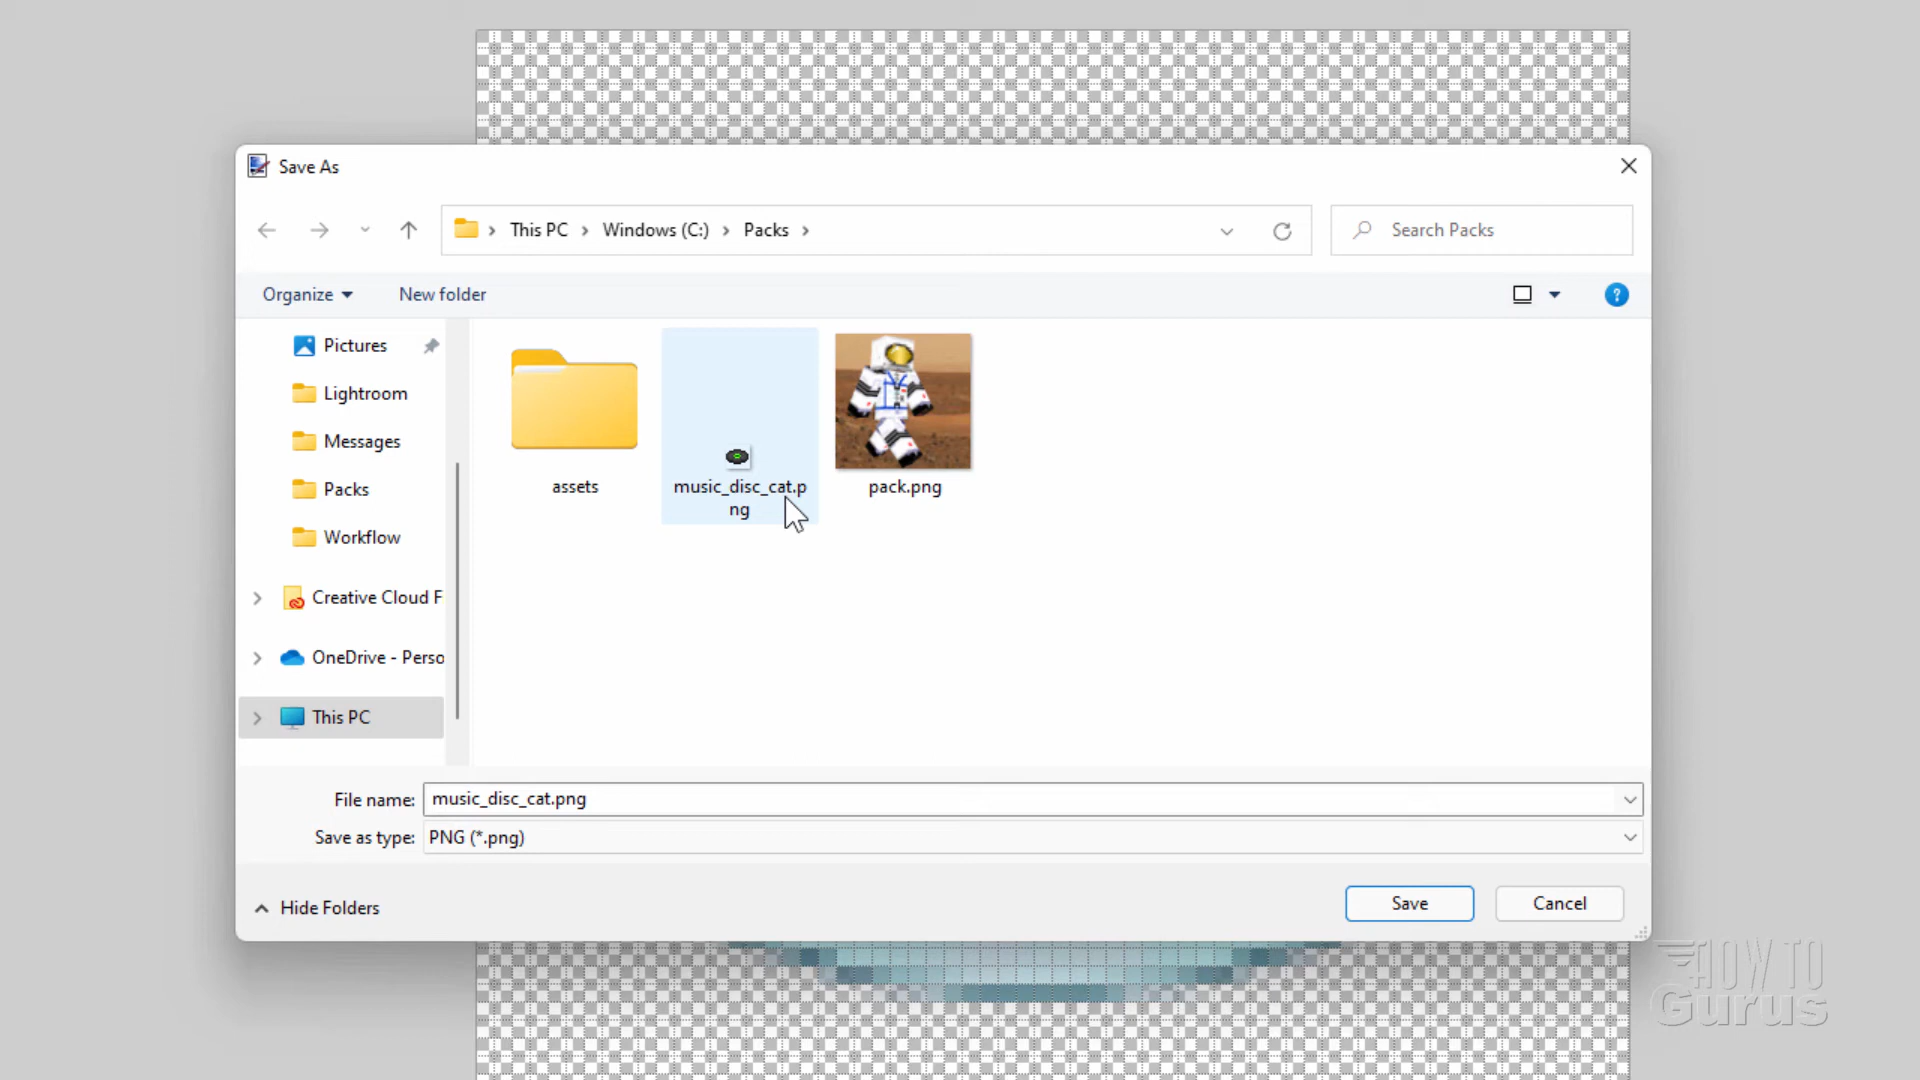 Save As
This PC > Windows (C:) > Packs >
Search Packs
Organize
New folder
Pictures
Lightroom
Messages
Packs
Workflow
Creative Cloud F
OneDrive - Perso
This PC
assets
music_disc_cat.p
ng
pack.png
File name: music_disc_cat.png
Save as type: PNG (*.png)
Hide Folders
Save
Cancel
HOW TO
Gurus